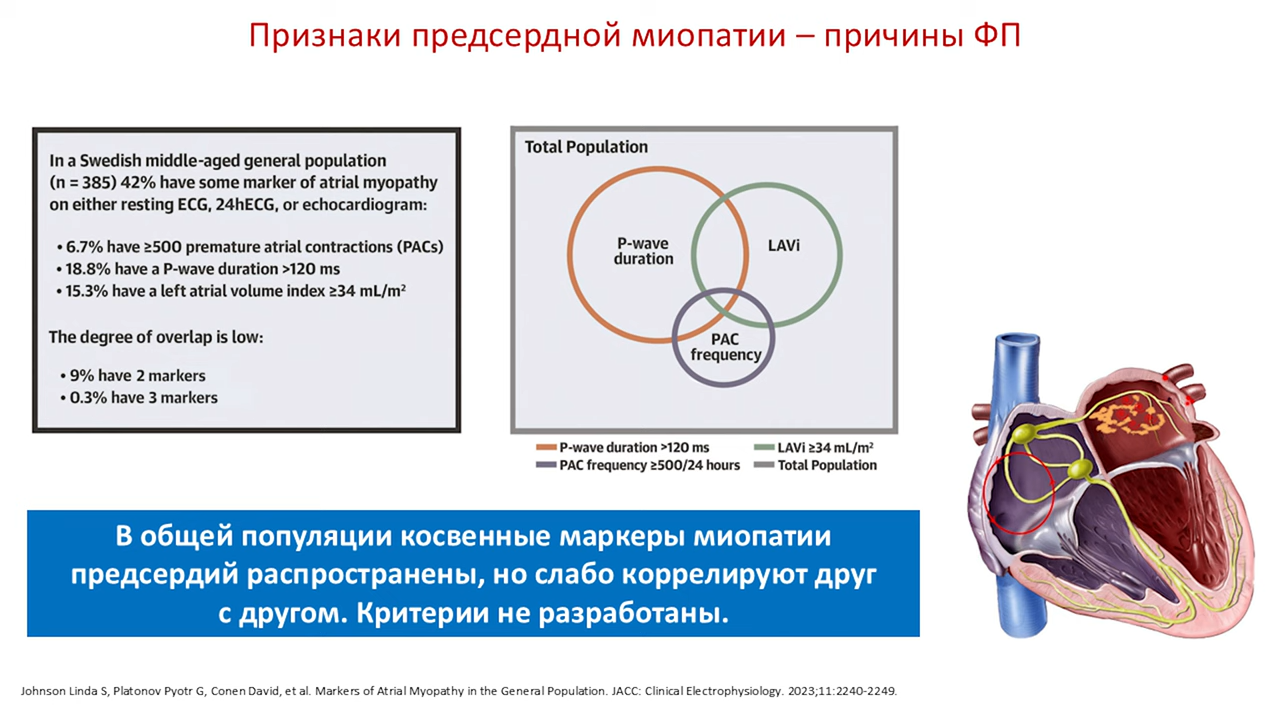 Признаки предсердной миопатии – причины ФП
In a Swedish middle-aged general population
(n = 385) 42% have some marker of atrial myopathy
on either resting ECG, 24hECG, or echocardiogram:
• 6.7% have ≥500 premature atrial contractions (PACs)
• 18.8% have a P-wave duration >120 ms
• 15.3% have a left atrial volume index ≥34 mL/m²
The degree of overlap is low:
• 9% have 2 markers
• 0.3% have 3 markers
Total Population
P-wave
duration
LAVi
PAC
frequency
P-wave duration >120 ms
LAVi ≥34 mL/m²
PAC frequency ≥500/24 hours
Total Population
В общей популяции косвенные маркеры миопатии
предсердий распространены, но слабо коррелируют друг
с другом. Критерии не разработаны.
Johnson Linda S, Platonov Pyotr G, Conen David, et al. Markers of Atrial Myopathy in the General Population. JACC: Clinical Electrophysiology. 2023;11:2240-2249.